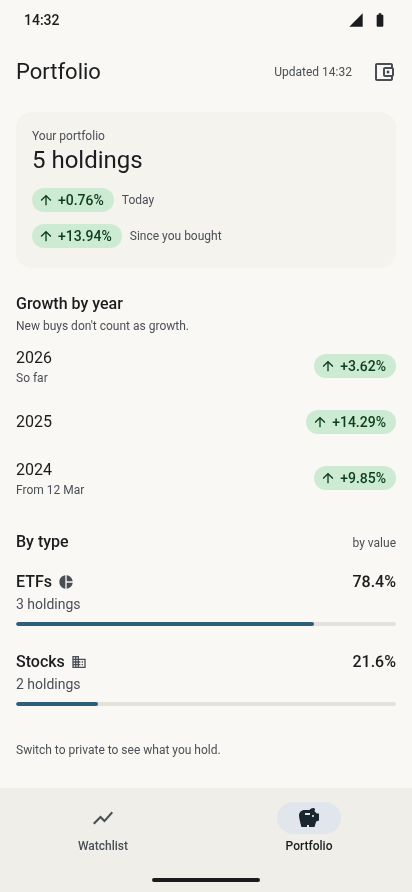 14:32
Portfolio
Updated 14:32
Your portfolio
5 holdings
+0.76% Today
+13.94% Since you bought
Growth by year
New buys don't count as growth.
2026
So far
+3.62%
2025
+14.29%
2024
From 12 Mar
+9.85%
By type
by value
ETFs
78.4%
3 holdings
Stocks
21.6%
2 holdings
Switch to private to see what you hold.
Watchlist
Portfolio